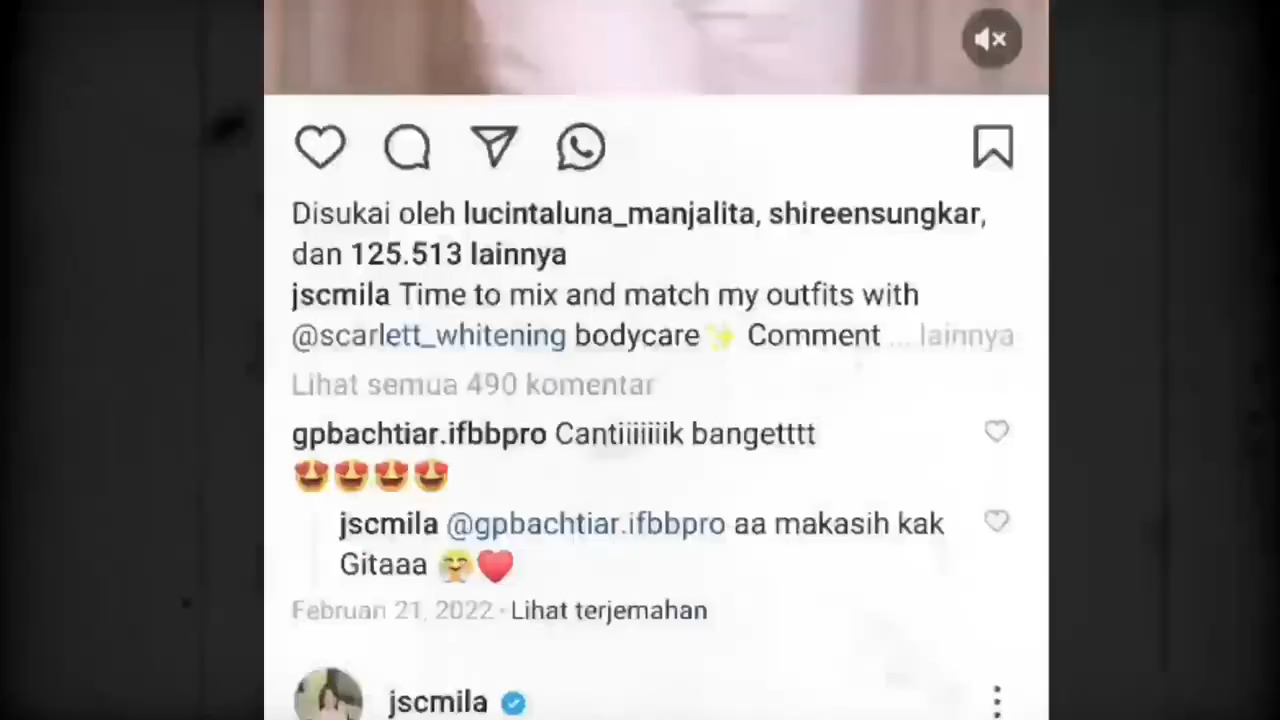 Disukai oleh lucintaluna_manjalita, shireensungkar,
dan 125.513 lainnya
jscmila Time to mix and match my outfits with
@scarlett_whitening bodycare✨ Comment ... lainnya
Lihat semua 490 komentar
gpbachtiar.ifbbpro Cantiiiiiiik bangetttt
😍😍😍😍
jscmila @gpbachtiar.ifbbpro aa makasih kak
Gitaaa 🤗❤️
Februari 21, 2022 · Lihat terjemahan
jscmila